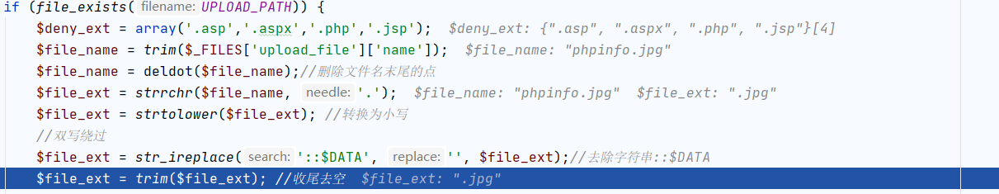 if (file_exists( filename: UPLOAD_PATH)) {
$deny_ext = array('.asp','.aspx','.php','.jsp');  $deny_ext: {".asp", ".aspx", ".php", ".jsp"}[4]
$file_name = trim($_FILES['upload_file']['name']);  $file_name: "phpinfo.jpg"
$file_name = deldot($file_name);//删除文件名末尾的点
$file_ext = strrchr($file_name, needle: '.');  $file_name: "phpinfo.jpg"  $file_ext: ".jpg"
$file_ext = strtolower($file_ext); //转换为小写
//双写绕过
$file_ext = str_ireplace( search: '::$DATA', replace: '', $file_ext);//去除字符串::$DATA
$file_ext = trim($file_ext); //收尾去空  $file_ext: ".jpg"